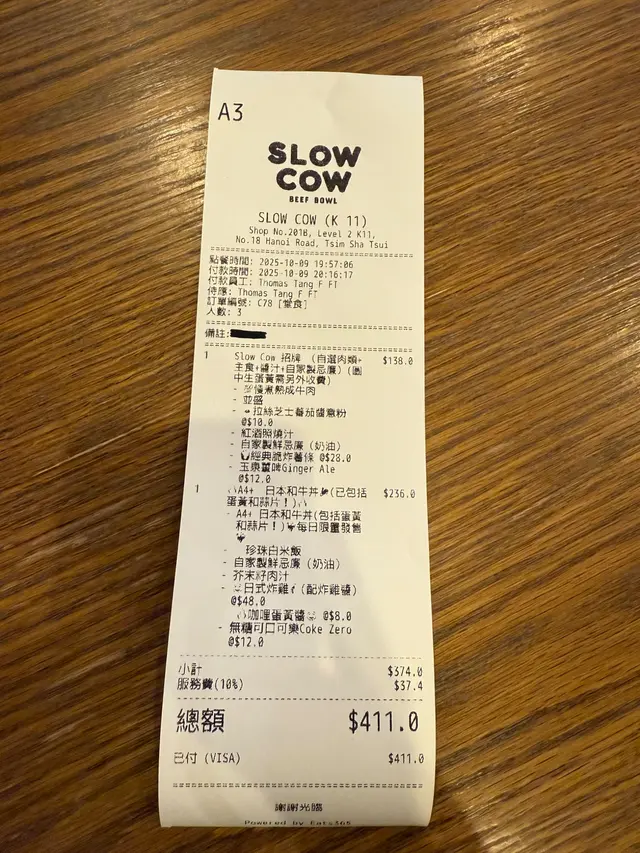 A3
SLOW
COW
BEEF BOWL
SLOW COW (K 11)
Shop No.201B, Level 2 K11,
No.18 Hanoi Road, Tsim Sha Tsui
點餐時間: 2025-10-09 19:57:06
付款時間: 2025-10-09 20:16:17
付款員工: Thomas Tang F FT
侍應: Thomas Tang F FT
訂單編號: C78 [堂食]
人數: 3
備註:
1 Slow Cow 招牌 (自選肉類+ $138.0
主食+醬汁+自家製忌廉) (圖
中生蛋黃需另外收費)
- 慢煮熟成牛肉
- 並盛
- 拉絲芝士番茄醬意粉
@$10.0
- 紅酒照燒汁
- 自家製鮮忌廉 (奶油)
- 經典脆炸薯條 @$28.0
- 玉泉薑啤Ginger Ale
@$12.0
1 A4+ 日本和牛丼 (已包括 $236.0
蛋黃和蒜片!)
- A4+ 日本和牛丼(包括蛋黃
和蒜片!) 每日限量發售
- 珍珠白米飯
- 自家製鮮忌廉 (奶油)
- 芥末籽肉汁
- 日式炸雞 (配炸雞醬)
@$48.0
咖哩蛋黃醬 @$8.0
- 無糖可口可樂Coke Zero
@$12.0
小計 $374.0
服務費(10%) $37.4
總額 $411.0
已付 (VISA) $411.0
謝謝光臨
Powered by Eats365